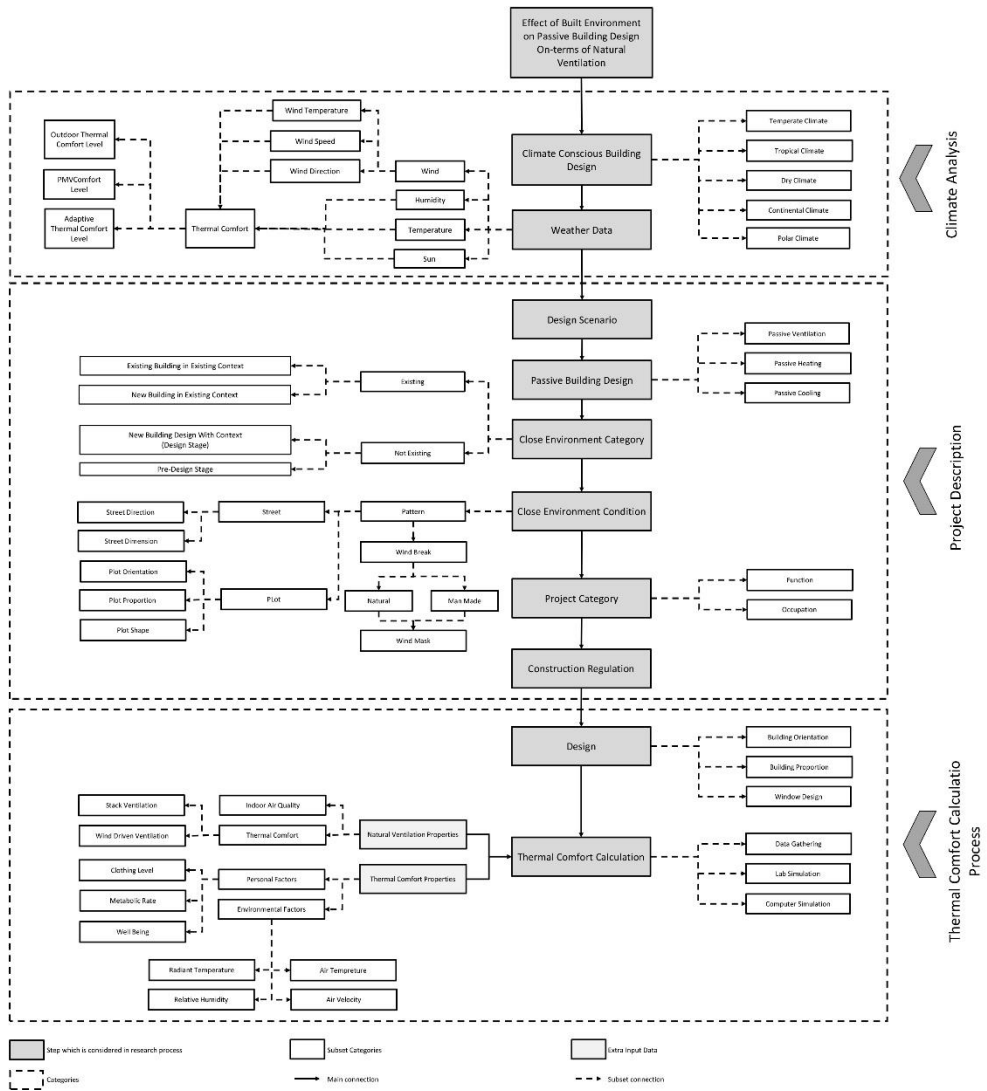 Effect of Built Environment
on Passive Building Design
On-terms of Natural
Ventilation
Climate Analysis
Climate Conscious Building
Design
Temperate Climate
Tropical Climate
Dry Climate
Continental Climate
Polar Climate
Weather Data
Wind
Humidity
Temperature
Sun
Wind Temperature
Wind Speed
Wind Direction
Thermal Comfort
Outdoor Thermal
Comfort Level
PMVComfort
Level
Adaptive
Thermal Comfort
Level
Project Description
Design Scenario
Passive Building Design
Passive Ventilation
Passive Heating
Passive Cooling
Close Environment Category
Existing
Existing Building in Existing Context
New Building in Existing Context
Not Existing
New Building Design With Context
(Design Stage)
Pre-Design Stage
Close Environment Condition
Pattern
Street
Street Direction
Street Dimension
PLot
Plot Orientation
Plot Proportion
Plot Shape
Wind Break
Natural
Man Made
Wind Mask
Project Category
Function
Occupation
Construction Regulation
Thermal Comfort Calculatio
Process
Design
Building Orientation
Building Proportion
Window Design
Thermal Comfort Calculation
Data Gathering
Lab Simulation
Computer Simulation
Natural Ventilation Properties
Indoor Air Quality
Thermal Comfort
Stack Ventilation
Wind Driven Ventilation
Thermal Comfort Properties
Personal Factors
Clothing Level
Metabolic Rate
Well Being
Environmental Factors
Radiant Temperature
Air Tempreture
Relative Humidity
Air Velocity
Step which is considered in research process
Subset Categories
Extra Input Data
Categories
Main connection
Subset connection